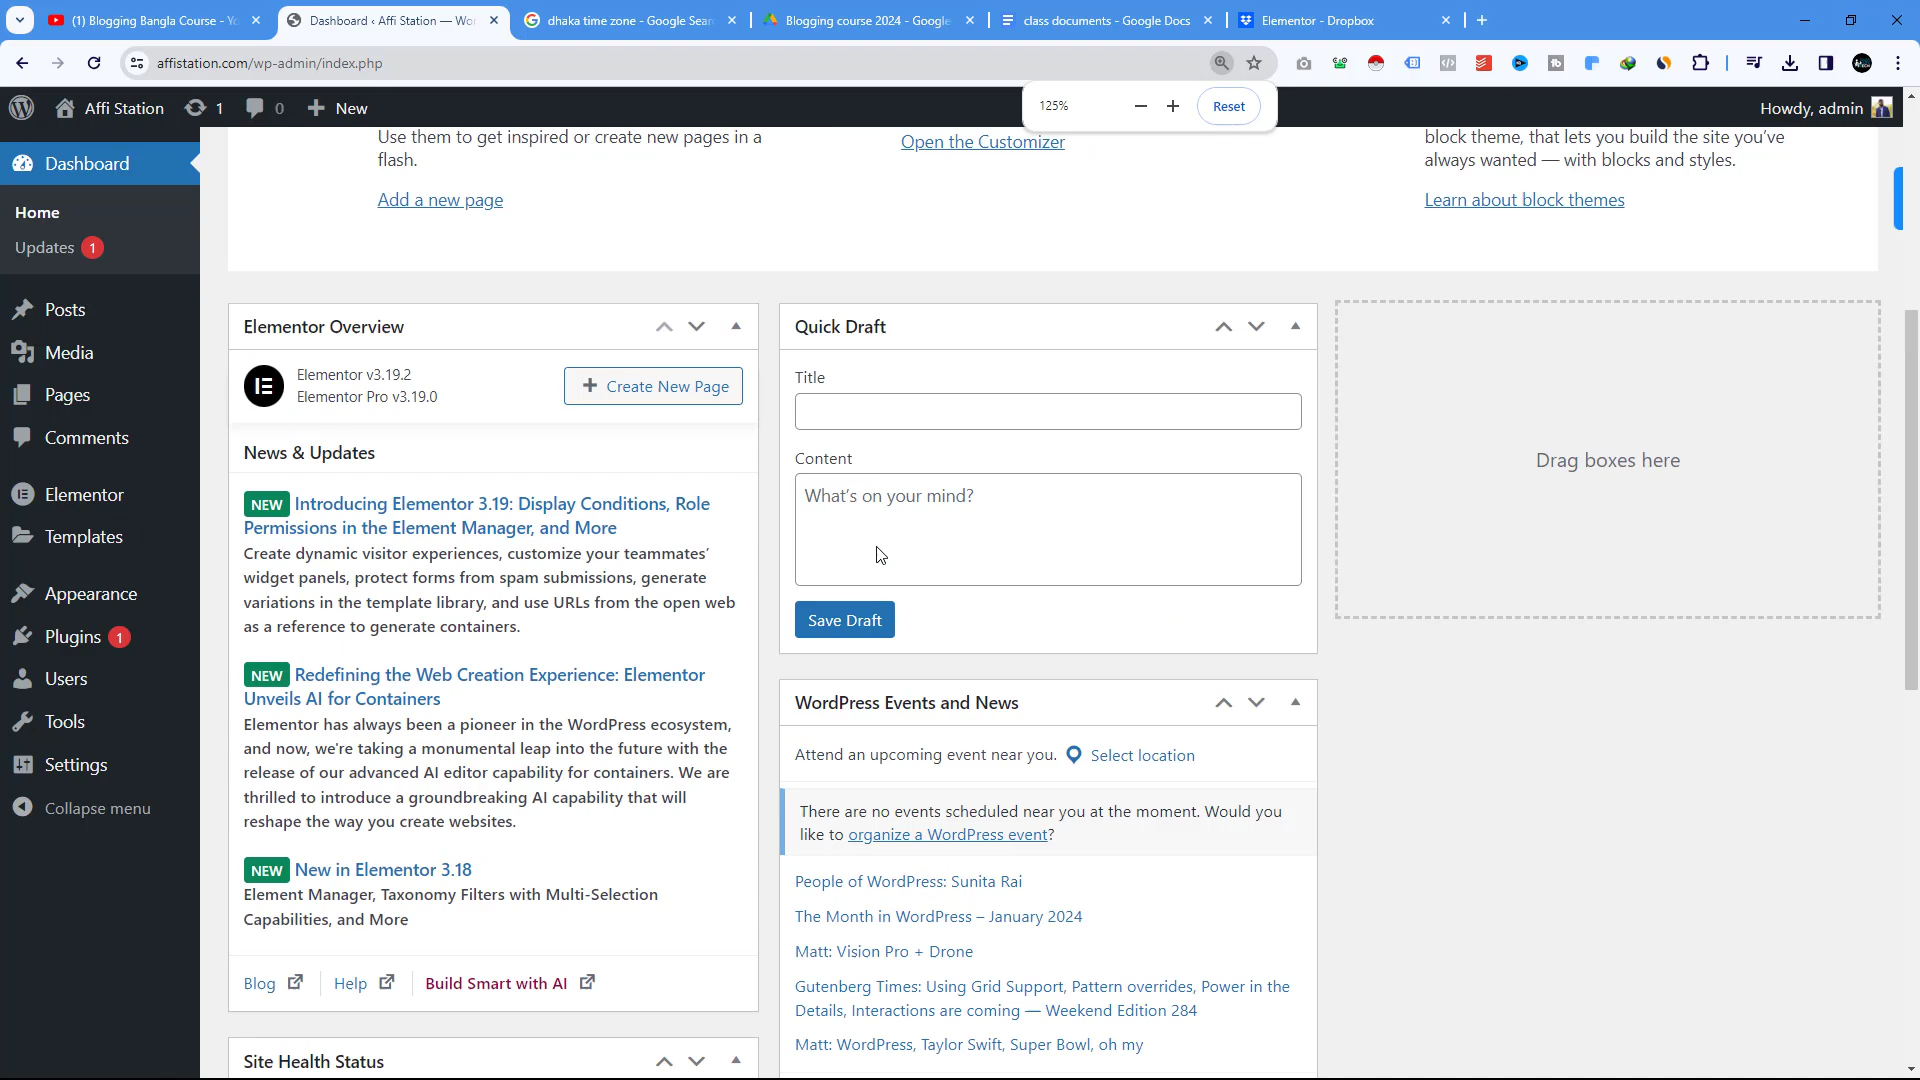 (1) Blogging Bangla Course - Yo
Dashboard ‹ Affi Station — Wor
dhaka time zone - Google Sear
Blogging course 2024 - Google
class documents - Google Docs
Elementor - Dropbox
affistation.com/wp-admin/index.php
Affi Station
1
0
New
Howdy, admin
125%
Reset
Dashboard
Home
Updates 1
Posts
Media
Pages
Comments
Elementor
Templates
Appearance
Plugins 1
Users
Tools
Settings
Collapse menu
Use them to get inspired or create new pages in a
flash.
Add a new page
Open the Customizer
block theme, that lets you build the site you’ve
always wanted — with blocks and styles.
Learn about block themes
Elementor Overview
Elementor v3.19.2
Elementor Pro v3.19.0
Create New Page
News & Updates
NEW Introducing Elementor 3.19: Display Conditions, Role
Permissions in the Element Manager, and More
Create dynamic visitor experiences, customize your teammates’
widget panels, protect forms from spam submissions, generate
variations in the template library, and use URLs from the open web
as a reference to generate containers.
NEW Redefining the Web Creation Experience: Elementor
Unveils AI for Containers
Elementor has always been a pioneer in the WordPress ecosystem,
and now, we're taking a monumental leap into the future with the
release of our advanced AI editor capability for containers. We are
thrilled to introduce a groundbreaking AI capability that will
reshape the way you create websites.
NEW New in Elementor 3.18
Element Manager, Taxonomy Filters with Multi-Selection
Capabilities, and More
Blog
Help
Build Smart with AI
Site Health Status
Quick Draft
Title
Content
What’s on your mind?
Save Draft
WordPress Events and News
Attend an upcoming event near you. Select location
There are no events scheduled near you at the moment. Would you
like to organize a WordPress event?
People of WordPress: Sunita Rai
The Month in WordPress – January 2024
Matt: Vision Pro + Drone
Gutenberg Times: Using Grid Support, Pattern overrides, Power in the
Details, Interactions are coming — Weekend Edition 284
Matt: WordPress, Taylor Swift, Super Bowl, oh my
Drag boxes here